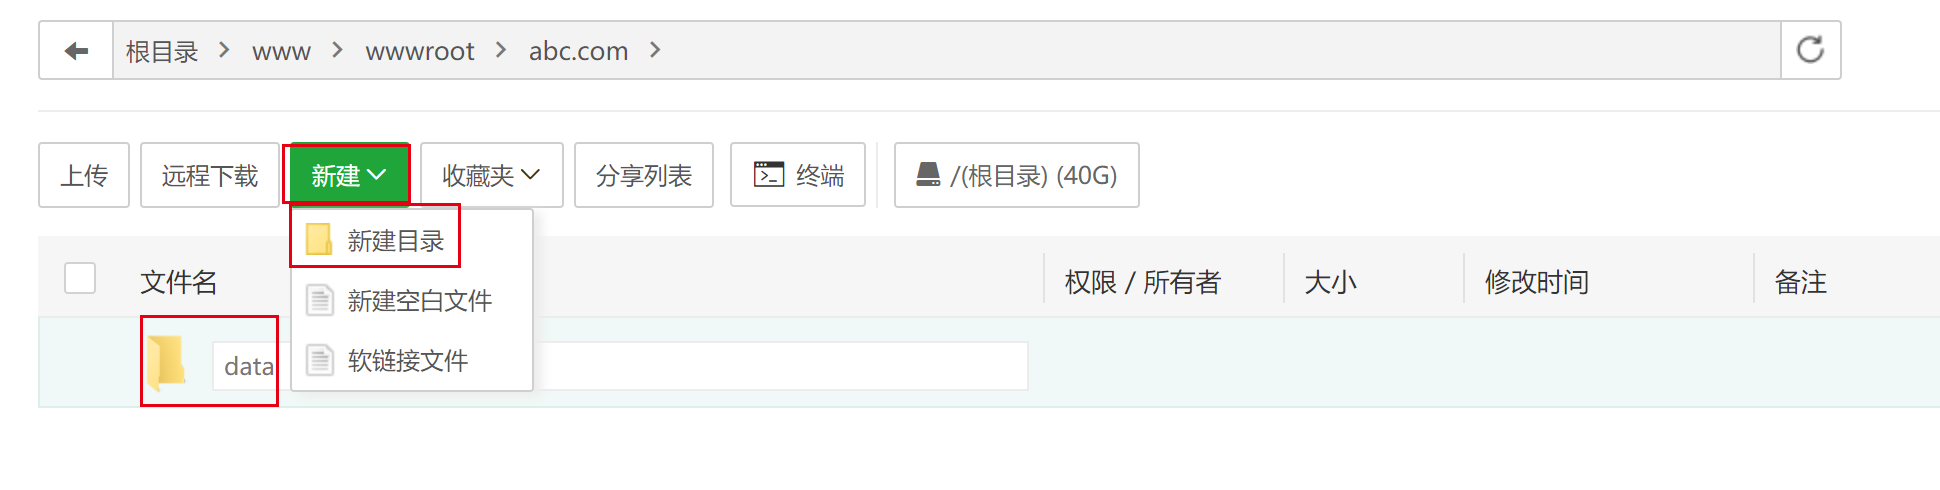 根目录 > www > wwwroot > abc.com >
上传 远程下载 新建 收藏夹 分享列表 终端 /(根目录) (40G)
新建目录
文件名 权限 / 所有者 大小 修改时间 备注
新建空白文件
data 软链接文件